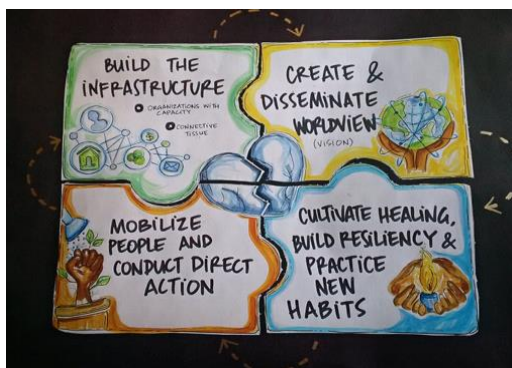 BUILD THE
INFRASTRUCTURE
ORGANIZATIONS WITH
CAPACITY
CONNECTIVE
TISSUE
CREATE &
DISSEMINATE
WORLDVIEW
(VISION)
MOBILIZE
PEOPLE AND
CONDUCT DIRECT
ACTION
CULTIVATE HEALING,
BUILD RESILIENCY &
PRACTICE
NEW
HABITS